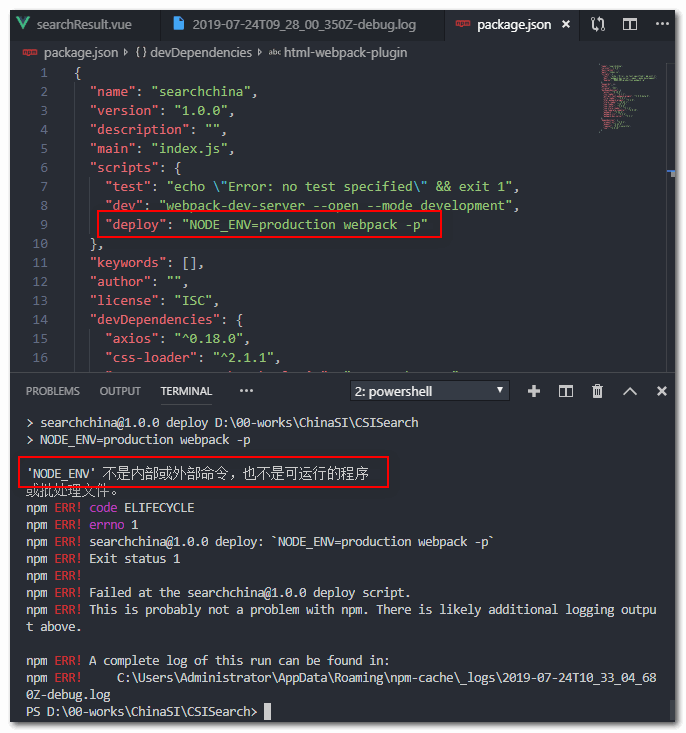 searchResult.vue 2019-07-24T09_28_00_350Z-debug.log package.json
package.json > { } devDependencies > abc html-webpack-plugin
1 {
2 "name": "searchchina",
3 "version": "1.0.0",
4 "description": "",
5 "main": "index.js",
6 "scripts": {
7 "test": "echo \"Error: no test specified\" && exit 1",
8 "dev": "webpack-dev-server --open --mode development",
9 "deploy": "NODE_ENV=production webpack -p"
10 },
11 "keywords": [],
12 "author": "",
13 "license": "ISC",
14 "devDependencies": {
15 "axios": "^0.18.0",
16 "css-loader": "^2.1.1",
PROBLEMS OUTPUT TERMINAL ••• 2: powershell
> searchchina@1.0.0 deploy D:\00-works\ChinaSI\CSISearch
> NODE_ENV=production webpack -p
'NODE_ENV' 不是内部或外部命令，也不是可运行的程序
或批处理文件。
npm ERR! code ELIFECYCLE
npm ERR! errno 1
npm ERR! searchchina@1.0.0 deploy: `NODE_ENV=production webpack -p`
npm ERR! Exit status 1
npm ERR!
npm ERR! Failed at the searchchina@1.0.0 deploy script.
npm ERR! This is probably not a problem with npm. There is likely additional logging outpu
t above.
npm ERR! A complete log of this run can be found in:
npm ERR!     C:\Users\Administrator\AppData\Roaming\npm-cache\_logs\2019-07-24T10_33_04_68
0Z-debug.log
PS D:\00-works\ChinaSI\CSISearch>